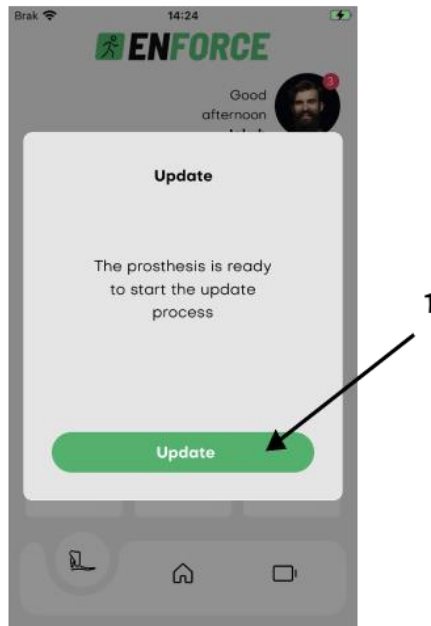 Brak 14:24
ENFORCE
3
Good
afternoon
Update
The prosthesis is ready
to start the update
process
1
Update